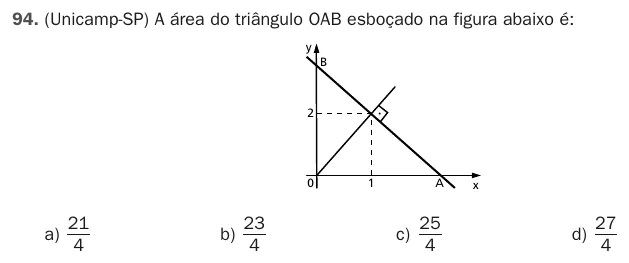 94. (Unicamp-SP) A área do triângulo OAB esboçado na figura abaixo é:
y
B
2
0 1 A x
a) 21/4 b) 23/4 c) 25/4 d) 27/4